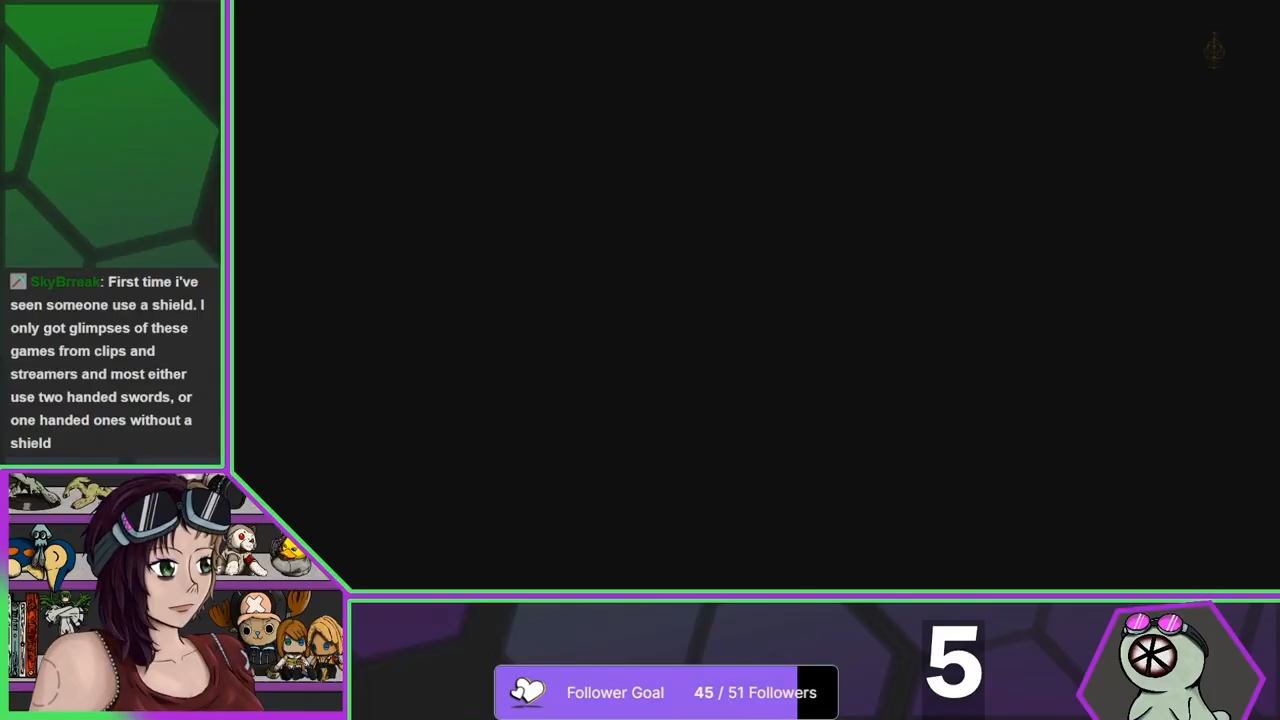 SkyBrreak: First time i've
seen someone use a shield. I
only got glimpses of these
games from clips and
streamers and most either
use two handed swords, or
one handed ones without a
shield
5
Follower Goal 45 / 51 Followers